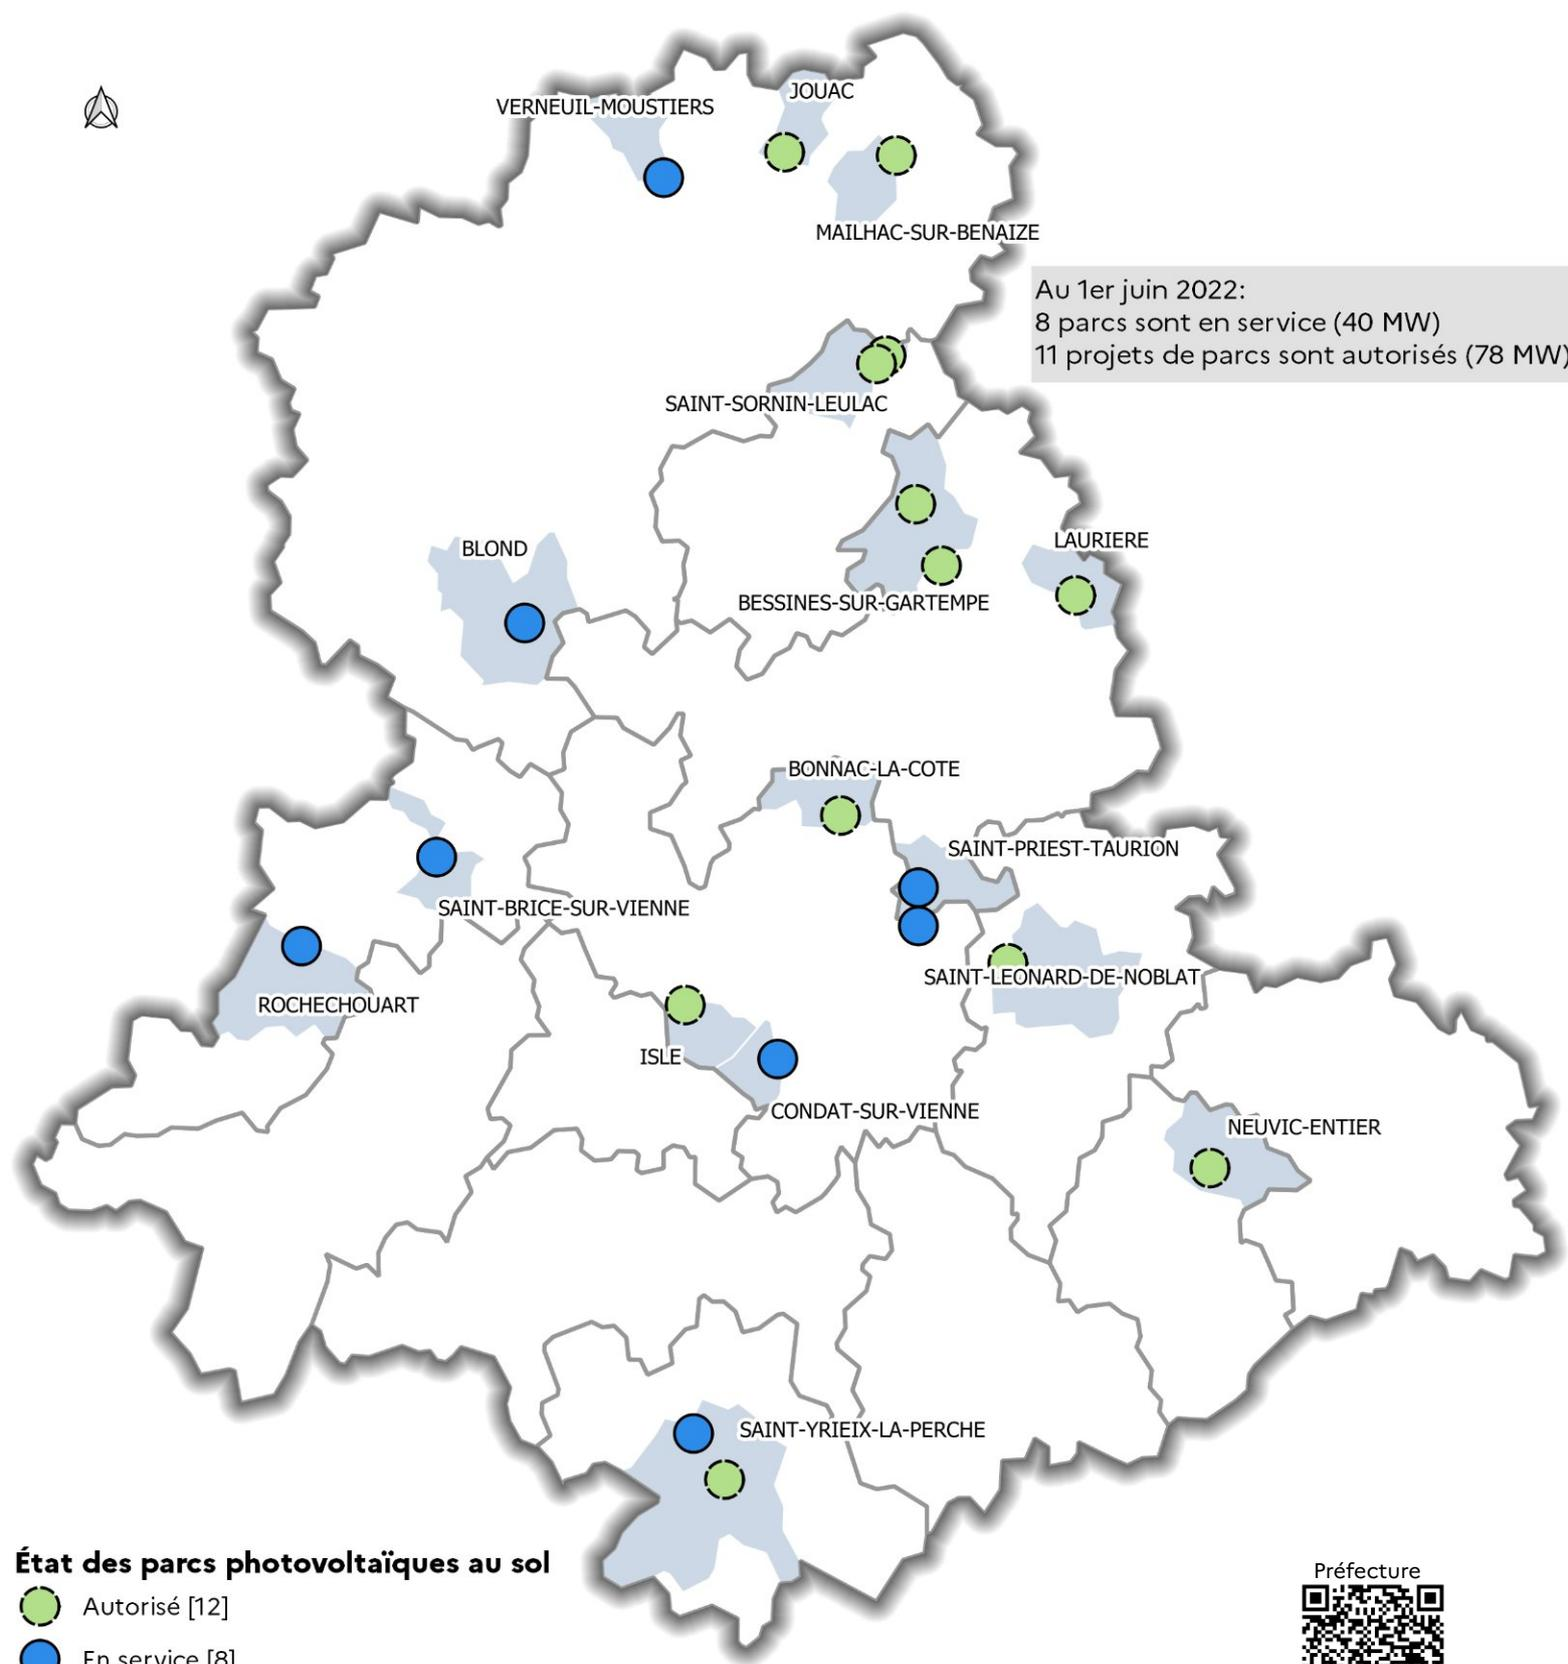 JOUAC
VERNEUIL-MOUSTIERS
MAILHAC-SUR-BENAIZE
Au 1er juin 2022:
8 parcs sont en service (40 MW)
11 projets de parcs sont autorisés (78 MW)
SAINT-SORNIN-LEULAC
LAURIERE
BLOND
BESSINES-SUR-GARTEMPE
BONNAC-LA-COTE
SAINT-PRIEST-TAURION
SAINT-BRICE-SUR-VIENNE
SAINT-LEONARD-DE-NOBLAT
ROCHECHOUART
ISLE
CONDAT-SUR-VIENNE
NEUVIC-ENTIER
SAINT-YRIEIX-LA-PERCHE
État des parcs photovoltaïques au sol
Préfecture
Autorisé [12]
En service [8]